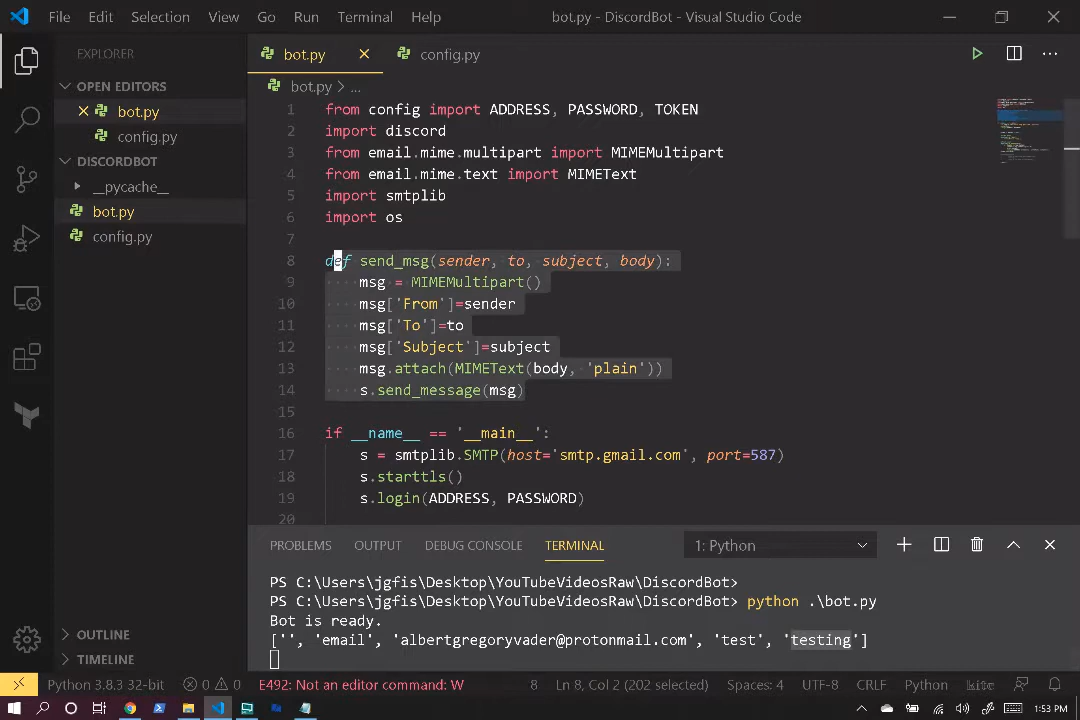 File Edit Selection View Go Run Terminal Help bot.py - DiscordBot - Visual Studio Code
EXPLORER
OPEN EDITORS
bot.py
config.py
DISCORDBOT
__pycache__
bot.py
config.py
OUTLINE
TIMELINE
bot.py config.py
bot.py > ...
1 from config import ADDRESS, PASSWORD, TOKEN
2 import discord
3 from email.mime.multipart import MIMEMultipart
4 from email.mime.text import MIMEText
5 import smtplib
6 import os
7
8 def send_msg(sender, to, subject, body):
9 msg = MIMEMultipart()
10 msg['From']=sender
11 msg['To']=to
12 msg['Subject']=subject
13 msg.attach(MIMEText(body, 'plain'))
14 s.send_message(msg)
15
16 if __name__ == '__main__':
17 s = smtplib.SMTP(host='smtp.gmail.com', port=587)
18 s.starttls()
19 s.login(ADDRESS, PASSWORD)
20
PROBLEMS OUTPUT DEBUG CONSOLE TERMINAL 1: Python
PS C:\Users\jgfis\Desktop\YouTubeVideosRaw\DiscordBot>
PS C:\Users\jgfis\Desktop\YouTubeVideosRaw\DiscordBot> python .\bot.py
Bot is ready.
['', 'email', 'albertgregoryvader@protonmail.com', 'test', 'testing']
Python 3.8.3 32-bit 0 0 E492: Not an editor command: W 8 Ln 8, Col 2 (202 selected) Spaces: 4 UTF-8 CRLF Python kite
1:53 PM